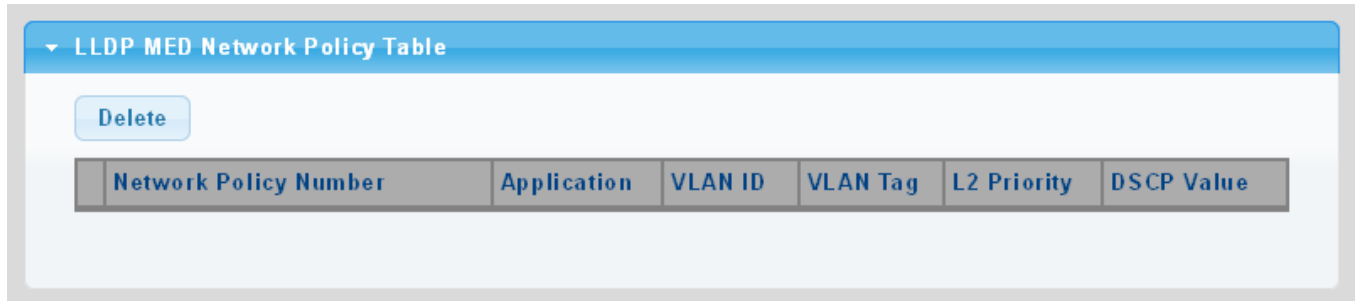 LLDP MED Network Policy Table
Delete
Network Policy Number Application VLAN ID VLAN Tag L2 Priority DSCP Value